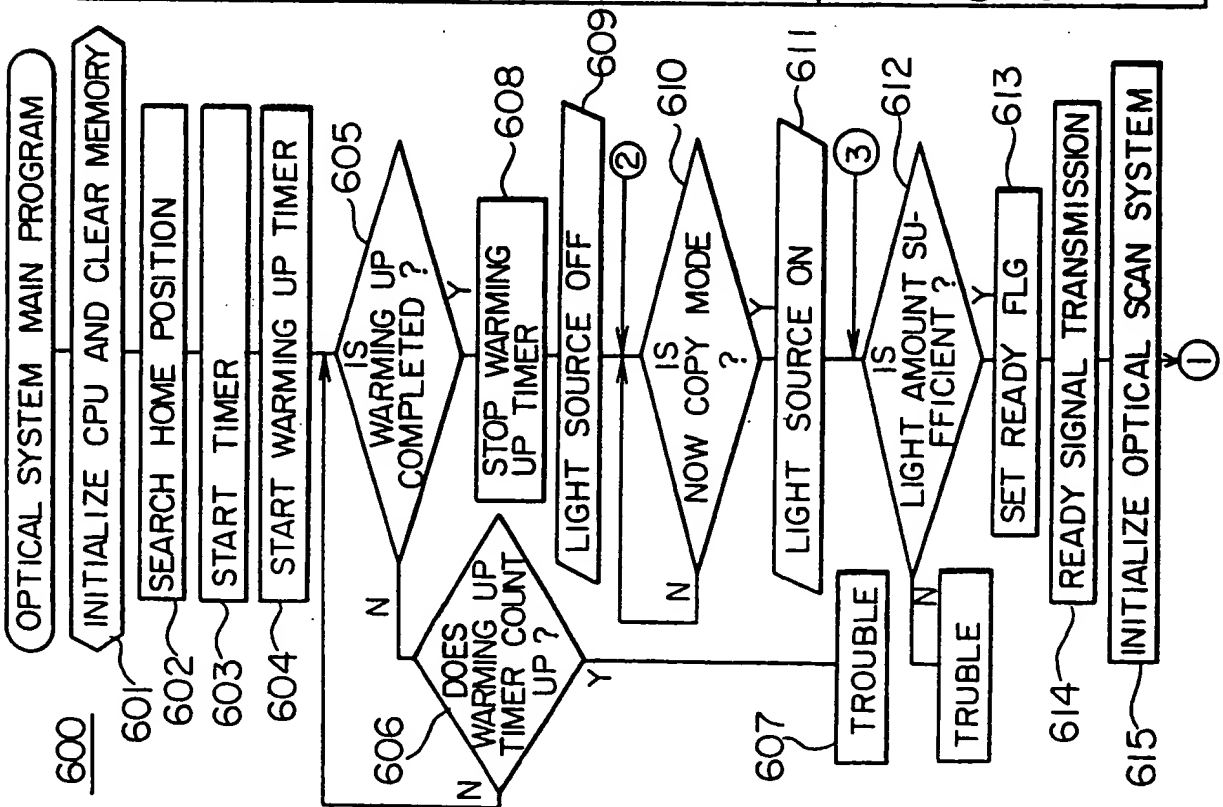 600
OPTICAL SYSTEM MAIN PROGRAM
INITIALIZE CPU AND CLEAR MEMORY
601
SEARCH HOME POSITION
602
START TIMER
603
START WARMING UP TIMER
604
IS
WARMING UP
COMPLETED ?
605
N
Y
DOES
WARMING UP
TIMER COUNT
UP ?
606
N
Y
TROUBLE
607
STOP WARMING
UP TIMER
608
LIGHT SOURCE OFF
609
2
IS
NOW COPY MODE
?
610
N
Y
LIGHT SOURCE ON
611
3
IS
LIGHT AMOUNT SU-
FFICIENT ?
612
N
Y
TRUBLE
SET READY FLG
613
READY SIGNAL TRANSMISSION
614
INITIALIZE OPTICAL SCAN SYSTEM
615
1